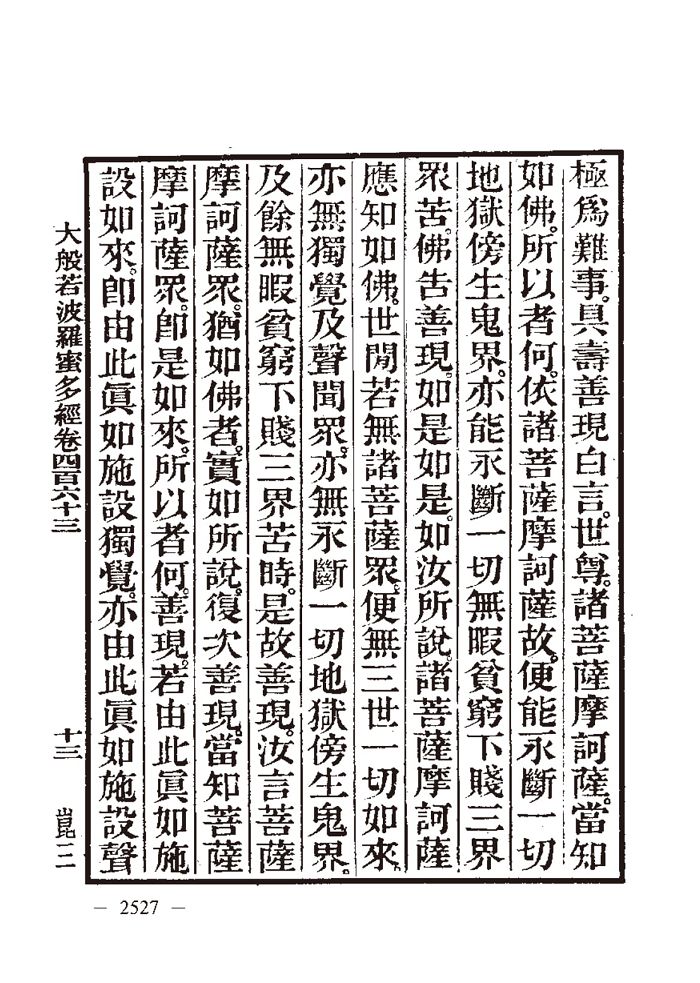 極爲難事。具壽善現白言。世尊。諸菩薩摩訶薩。當知
如佛。所以者何。依諸菩薩摩訶薩故。便能永斷一切
地獄傍生鬼界。亦能永斷一切無暇貧窮下賤三界
眾苦。佛告善現。如是如是。如汝所說。諸菩薩摩訶薩
應知如佛。世閒若無諸菩薩眾。便無三世一切如來。
亦無獨覺及聲聞眾。亦無永斷一切地獄傍生鬼界。
及餘無暇貧窮下賤三界苦時。是故善現。汝言菩薩
摩訶薩眾。猶如佛者。實如所說。復次善現。當知菩薩
摩訶薩眾。卽是如來。所以者何。善現。若由此眞如施
設如來。卽由此眞如施設獨覺。亦由此眞如施設聲
大般若波羅蜜多經卷四百六十三
十三
崑二
— 2527 —